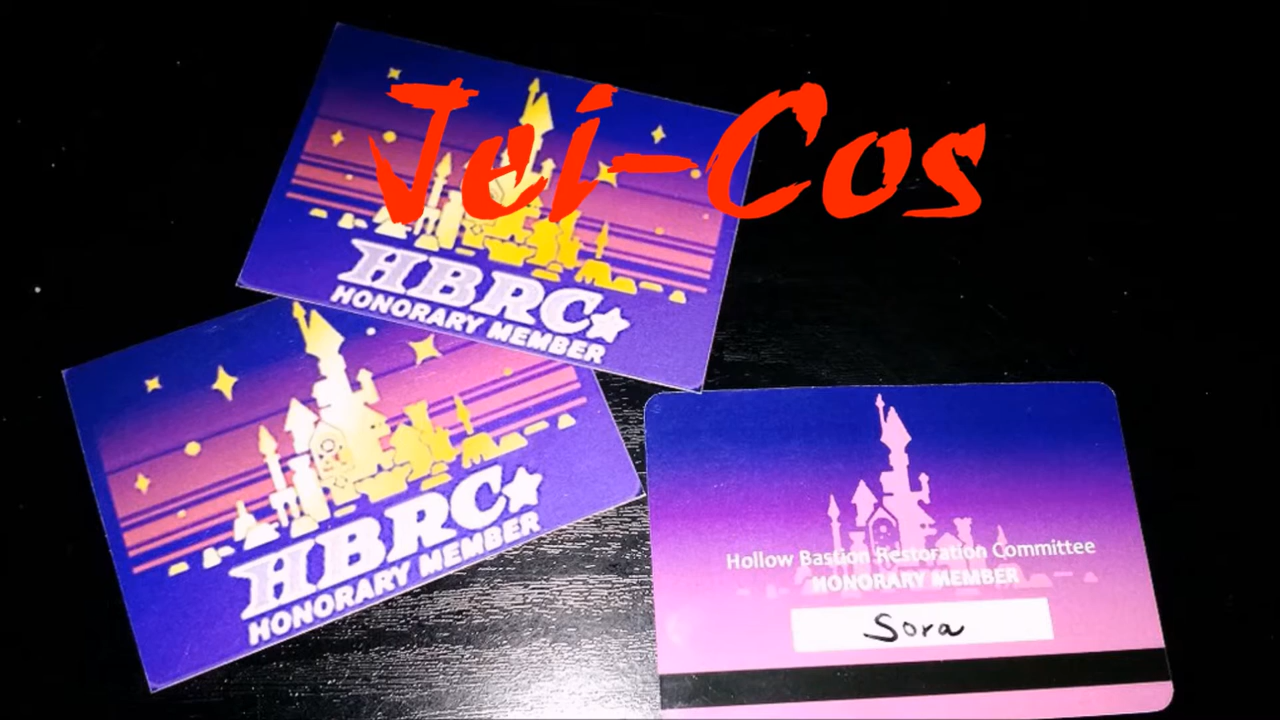 Jei-Cos
HBRC
HONORARY MEMBER
HBRC
HONORARY MEMBER
Hollow Bastion Restoration Committee
HONORARY MEMBER
Sora